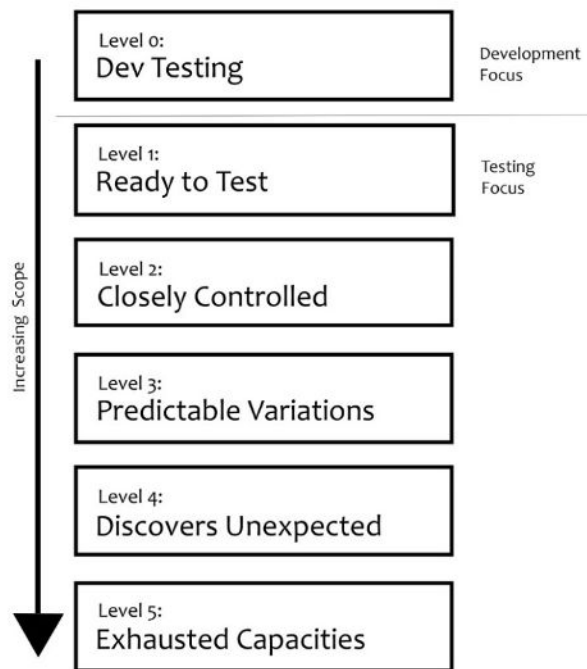 Level 0:
Dev Testing
Development
Focus
Level 1:
Ready to Test
Testing
Focus
Level 2:
Closely Controlled
Level 3:
Predictable Variations
Level 4:
Discovers Unexpected
Level 5:
Exhausted Capacities
Increasing Scope